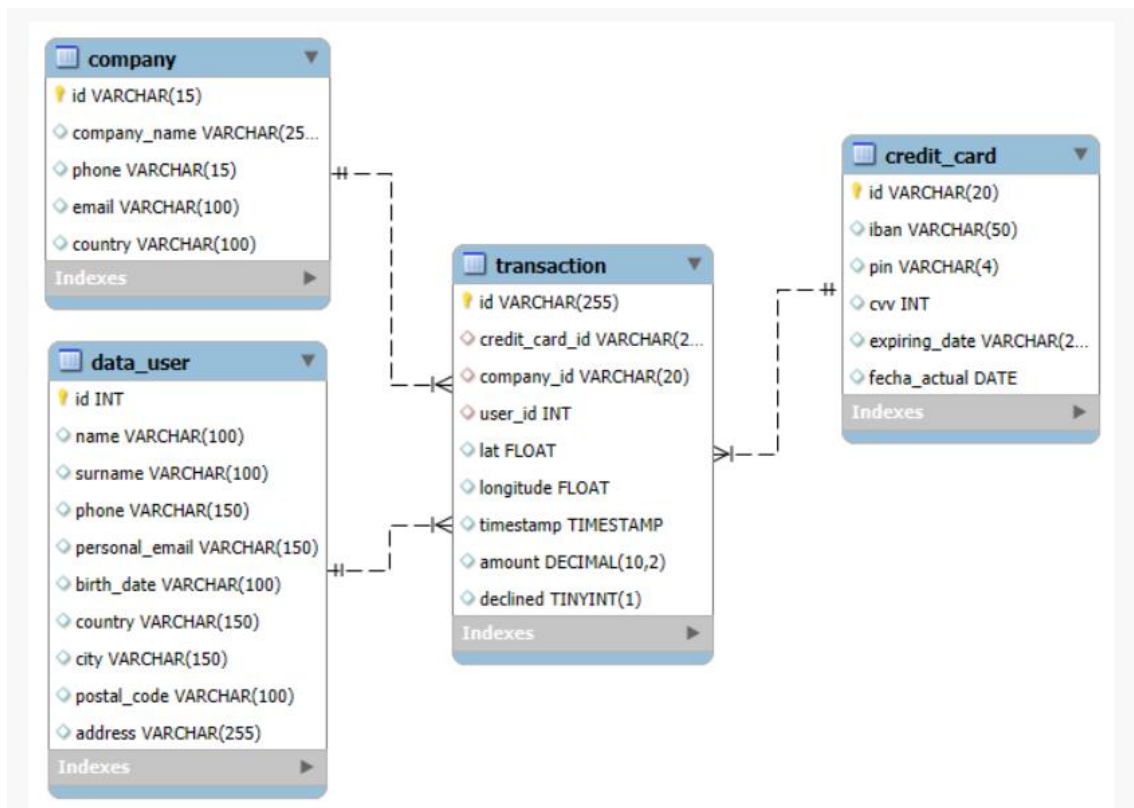 company
id VARCHAR(15)
company_name VARCHAR(25...
phone VARCHAR(15)
email VARCHAR(100)
country VARCHAR(100)
Indexes
data_user
id INT
name VARCHAR(100)
surname VARCHAR(100)
phone VARCHAR(150)
personal_email VARCHAR(150)
birth_date VARCHAR(100)
country VARCHAR(150)
city VARCHAR(150)
postal_code VARCHAR(100)
address VARCHAR(255)
Indexes
transaction
id VARCHAR(255)
credit_card_id VARCHAR(2...
company_id VARCHAR(20)
user_id INT
lat FLOAT
longitude FLOAT
timestamp TIMESTAMP
amount DECIMAL(10,2)
declined TINYINT(1)
Indexes
credit_card
id VARCHAR(20)
iban VARCHAR(50)
pin VARCHAR(4)
cvv INT
expiring_date VARCHAR(2...
fecha_actual DATE
Indexes